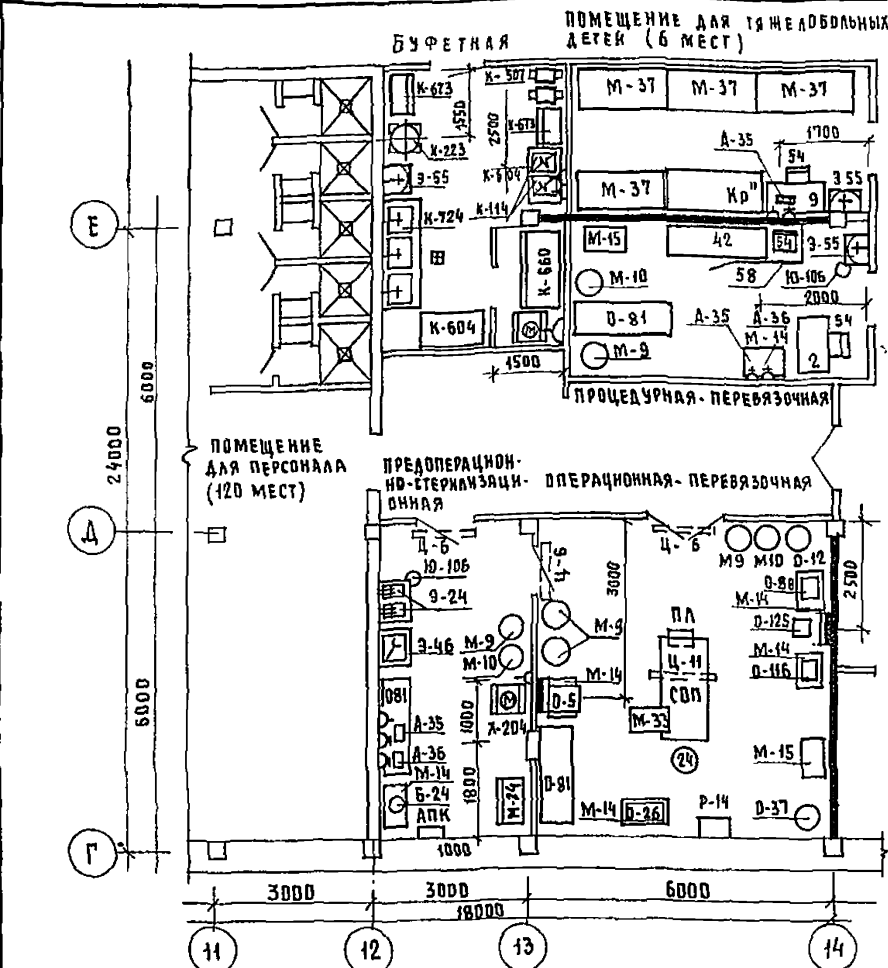 БУФЕТНАЯ
ПОМЕЩЕНИЕ ДЛЯ ТЯЖЕЛОБОЛЬНЫХ
ДЕТЕЙ (6 МЕСТ)
К-673
К-507
М-37 М-37 М-37
1550
2500
К-673
К-223
1700
А-35
54
Э-55
К-604
М-37
Кр"
9
Э-55
К-114
К-724
Е
М-15
42
54
Э-55
К-660
М-10
58
Ю-106
2000
О-81
А-35
А-36
М-14
54
К-604
М
М-9
2
1500
6000
ПРОЦЕДУРНАЯ-ПЕРЕВЯЗОЧНАЯ
24000
ПОМЕЩЕНИЕ
ДЛЯ ПЕРСОНАЛА
(120 МЕСТ)
ПРЕДОПЕРАЦИОН-
НО-СТЕРИЛИЗАЦИ-
ОННАЯ
ОПЕРАЦИОННАЯ-ПЕРЕВЯЗОЧНАЯ
Д
Ц-6
Ц-6
Ц-6
М9 М10 О-12
Ю-106
3000
2500
Э-24
О-88
М-14
О-125
Э-46
М-9
М-10
М-9
ПЛ
Ц-11
СОП
М-14
О-116
6000
М-14
О-5
О81
М
Х-204
1000
М-33
А-35
А-36
М-14
Б-24
АПК
24
М-15
1800
О-81
М-24
М-14
О-26
Р-14
О-37
Г
1000
3000
3000
6000
18000
11
12
13
14